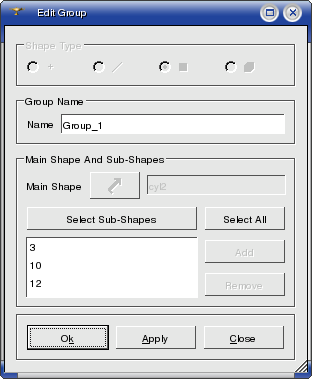 Edit Group
Shape Type
Group Name
Name Group_1
Main Shape And Sub-Shapes
Main Shape cyl2
Select Sub-Shapes Select All
3
10
12
Add
Remove
Ok Apply Close